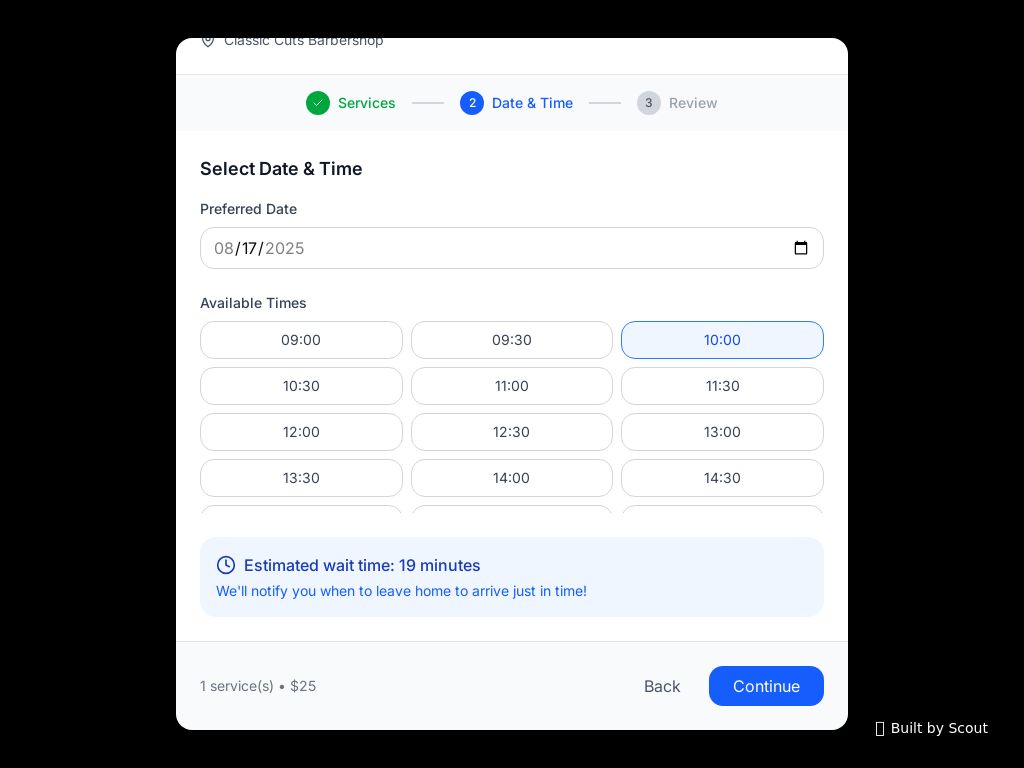 Classic Cuts Barbershop
Services
2 Date & Time
3 Review
Select Date & Time
Preferred Date
08/17/2025
Available Times
09:00 09:30 10:00
10:30 11:00 11:30
12:00 12:30 13:00
13:30 14:00 14:30
Estimated wait time: 19 minutes
We'll notify you when to leave home to arrive just in time!
1 service(s) • $25 Back Continue
Built by Scout